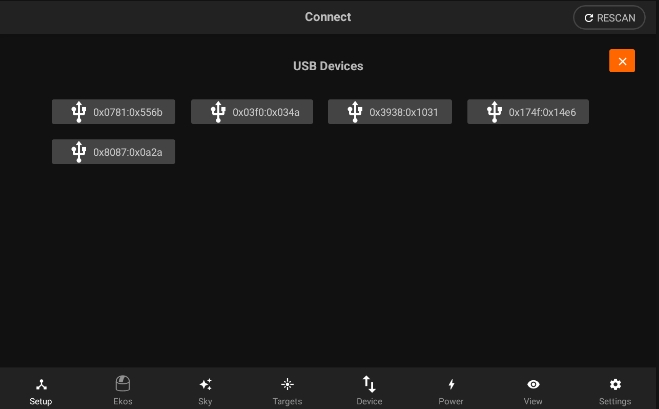 Connect
RESCAN
USB Devices
0x0781:0x556b
0x03f0:0x034a
0x3938:0x1031
0x174f:0x14e6
0x8087:0x0a2a
Setup
Ekos
Sky
Targets
Device
Power
View
Settings